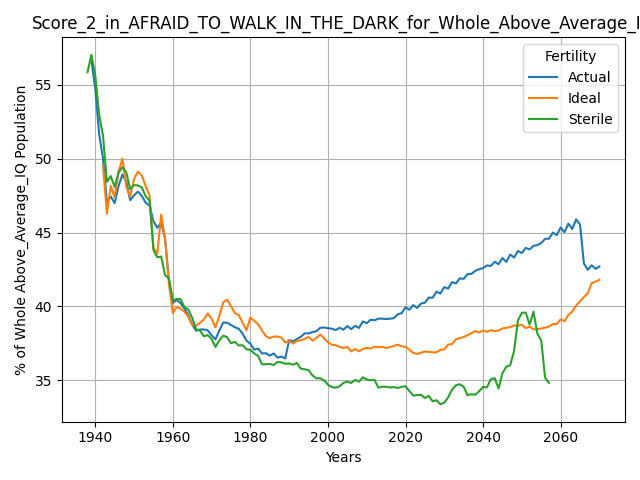 Score_2_in_AFRAID_TO_WALK_IN_THE_DARK_for_Whole_Above_Average_I
Fertility
Actual
Ideal
Sterile
% of Whole Above_Average_IQ Population
55
50
45
40
35
1940
1960
1980
2000
2020
2040
2060
Years